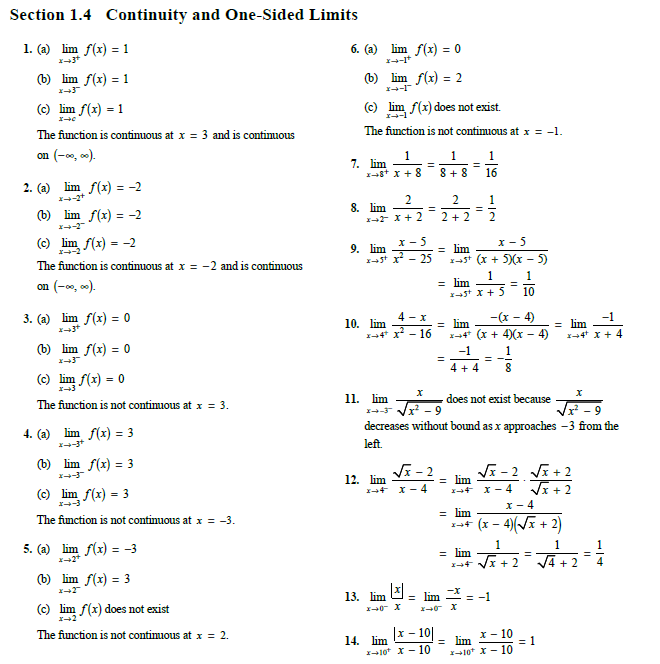 Section 1.4 Continuity and One-Sided Limits
1. (a) lim x→3⁺ f(x) = 1
(b) lim x→3⁻ f(x) = 1
(c) lim x→c f(x) = 1
The function is continuous at x = 3 and is continuous
on (−∞, ∞).
2. (a) lim x→−2⁺ f(x) = −2
(b) lim x→−2⁻ f(x) = −2
(c) lim x→−2 f(x) = −2
The function is continuous at x = −2 and is continuous
on (−∞, ∞).
3. (a) lim x→3⁺ f(x) = 0
(b) lim x→3⁻ f(x) = 0
(c) lim x→3 f(x) = 0
The function is not continuous at x = 3.
4. (a) lim x→−3⁺ f(x) = 3
(b) lim x→−3⁻ f(x) = 3
(c) lim x→−3 f(x) = 3
The function is not continuous at x = −3.
5. (a) lim x→2⁺ f(x) = −3
(b) lim x→2⁻ f(x) = 3
(c) lim x→2 f(x) does not exist
The function is not continuous at x = 2.
6. (a) lim x→−1⁺ f(x) = 0
(b) lim x→−1⁻ f(x) = 2
(c) lim x→−1 f(x) does not exist.
The function is not continuous at x = −1.
7. lim x→8⁺ 1/(x + 8) = 1/(8 + 8) = 1/16
8. lim x→2⁻ 2/(x + 2) = 2/(2 + 2) = 1/2
9. lim x→5⁺ (x − 5)/(x² − 25) = lim x→5⁺ (x − 5)/((x + 5)(x − 5))
= lim x→5⁺ 1/(x + 5) = 1/10
10. lim x→4⁺ (4 − x)/(x² − 16) = lim x→4⁺ −(x − 4)/((x + 4)(x − 4)) = lim x→4⁺ −1/(x + 4)
= −1/(4 + 4) = −1/8
11. lim x→−3⁻ x/√(x² − 9) does not exist because x/√(x² − 9)
decreases without bound as x approaches −3 from the
left.
12. lim x→4⁻ (√x − 2)/(x − 4) = lim x→4⁻ (√x − 2)/(x − 4) · (√x + 2)/(√x + 2)
= lim x→4⁻ (x − 4)/((x − 4)(√x + 2))
= lim x→4⁻ 1/(√x + 2) = 1/(√4 + 2) = 1/4
13. lim x→0⁻ |x|/x = lim x→0⁻ −x/x = −1
14. lim x→10⁺ |x − 10|/(x − 10) = lim x→10⁺ (x − 10)/(x − 10) = 1